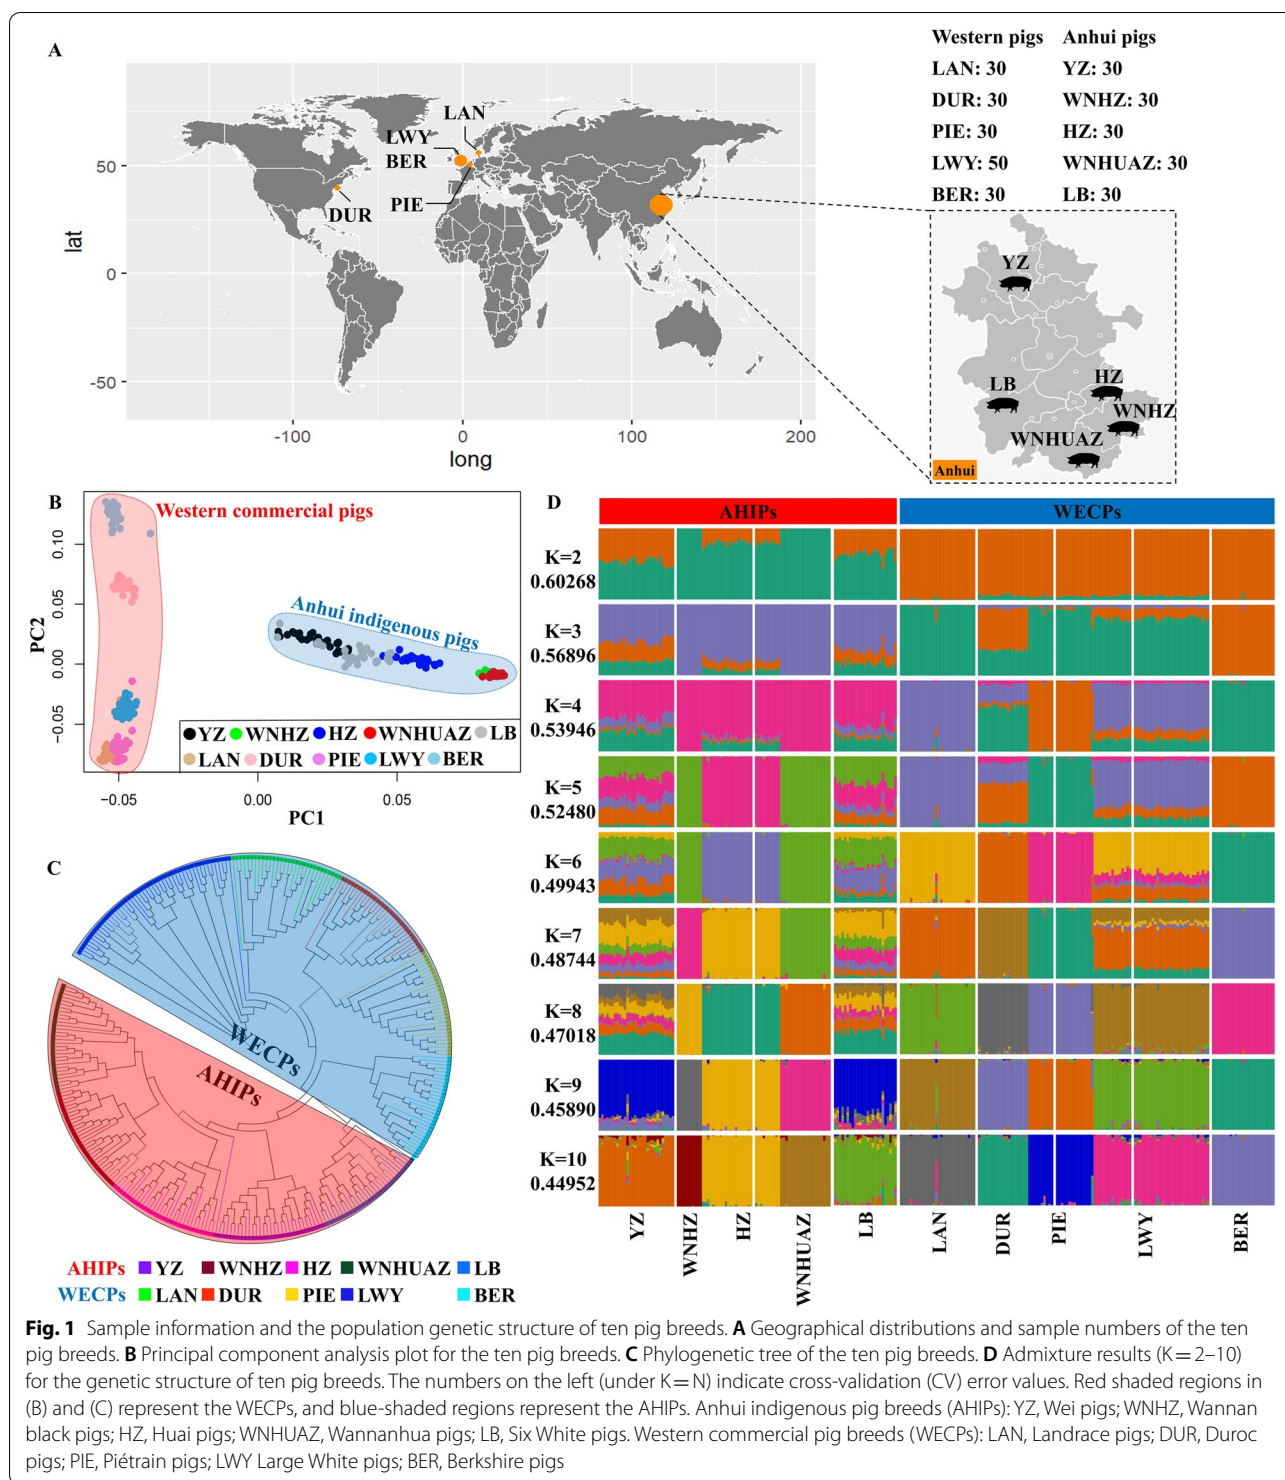 A
Western pigs Anhui pigs
LAN: 30 YZ: 30
DUR: 30 WNHZ: 30
PIE: 30 HZ: 30
LWY: 50 WNHUAZ: 30
BER: 30 LB: 30
LAN
LWY
BER
PIE
DUR
50
0
-50
lat
-100 0 100 200
long
YZ
LB
HZ
WNHZ
WNHUAZ
Anhui
B
Western commercial pigs
Anhui indigenous pigs
0.10
0.05
0.00
−0.05
PC2
YZ WNHZ HZ WNHUAZ LB
LAN DUR PIE LWY BER
−0.05 0.00 0.05
PC1
C
WECPs
AHIPs
AHIPs YZ WNHZ HZ WNHUAZ LB
WECPs LAN DUR PIE LWY BER
D
AHIPs WECPs
K=2
0.60268
K=3
0.56896
K=4
0.53946
K=5
0.52480
K=6
0.49943
K=7
0.48744
K=8
0.47018
K=9
0.45890
K=10
0.44952
YZ WNHZ HZ WNHUAZ LB LAN DUR PIE LWY BER
Fig. 1 Sample information and the population genetic structure of ten pig breeds. A Geographical distributions and sample numbers of the ten
pig breeds. B Principal component analysis plot for the ten pig breeds. C Phylogenetic tree of the ten pig breeds. D Admixture results (K = 2–10)
for the genetic structure of ten pig breeds. The numbers on the left (under K = N) indicate cross-validation (CV) error values. Red shaded regions in
(B) and (C) represent the WECPs, and blue-shaded regions represent the AHIPs. Anhui indigenous pig breeds (AHIPs): YZ, Wei pigs; WNHZ, Wannan
black pigs; HZ, Huai pigs; WNHUAZ, Wannanhua pigs; LB, Six White pigs. Western commercial pig breeds (WECPs): LAN, Landrace pigs; DUR, Duroc
pigs; PIE, Piétrain pigs; LWY Large White pigs; BER, Berkshire pigs